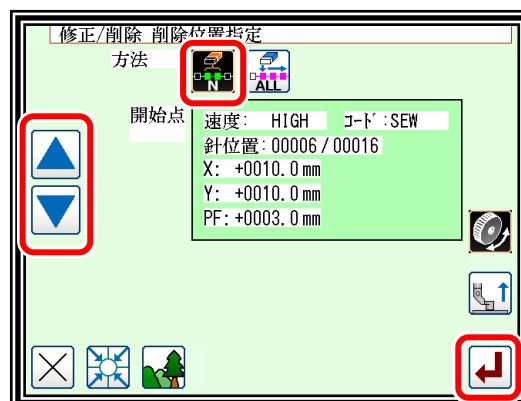 修正/削除 削除位置指定
方法
N
ALL
開始点
速度: HIGH ｺｰﾄﾞ:SEW
針位置:00006/00016
X: +0010.0mm
Y: +0010.0mm
PF:+0003.0mm